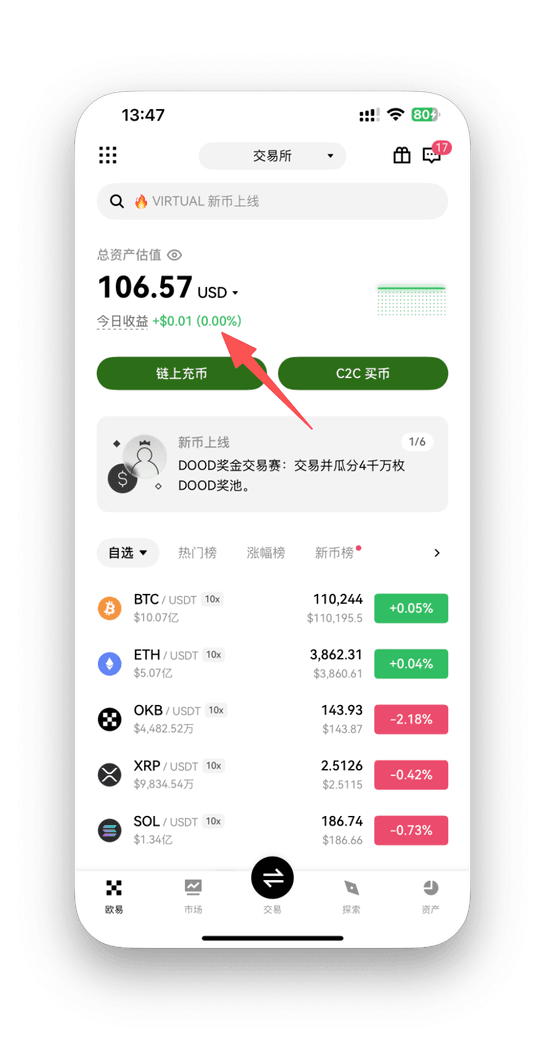 13:47
80
交易所
17
VIRTUAL 新币上线
总资产估值
106.57 USD
今日收益 +$0.01 (0.00%)
链上充币
C2C 买币
新币上线
1/6
DOOD奖金交易赛：交易并瓜分4千万枚
DOOD奖池。
自选
热门榜
涨幅榜
新币榜
BTC / USDT 10x
$10.07亿
110,244
$110,195.5
+0.05%
ETH / USDT 10x
$5.07亿
3,862.31
$3,860.61
+0.04%
OKB / USDT 10x
$4,482.52万
143.93
$143.87
-2.18%
XRP / USDT 10x
$9,834.54万
2.5126
$2.5115
-0.42%
SOL / USDT 10x
$1.34亿
186.74
$186.66
-0.73%
欧易
市场
交易
探索
资产